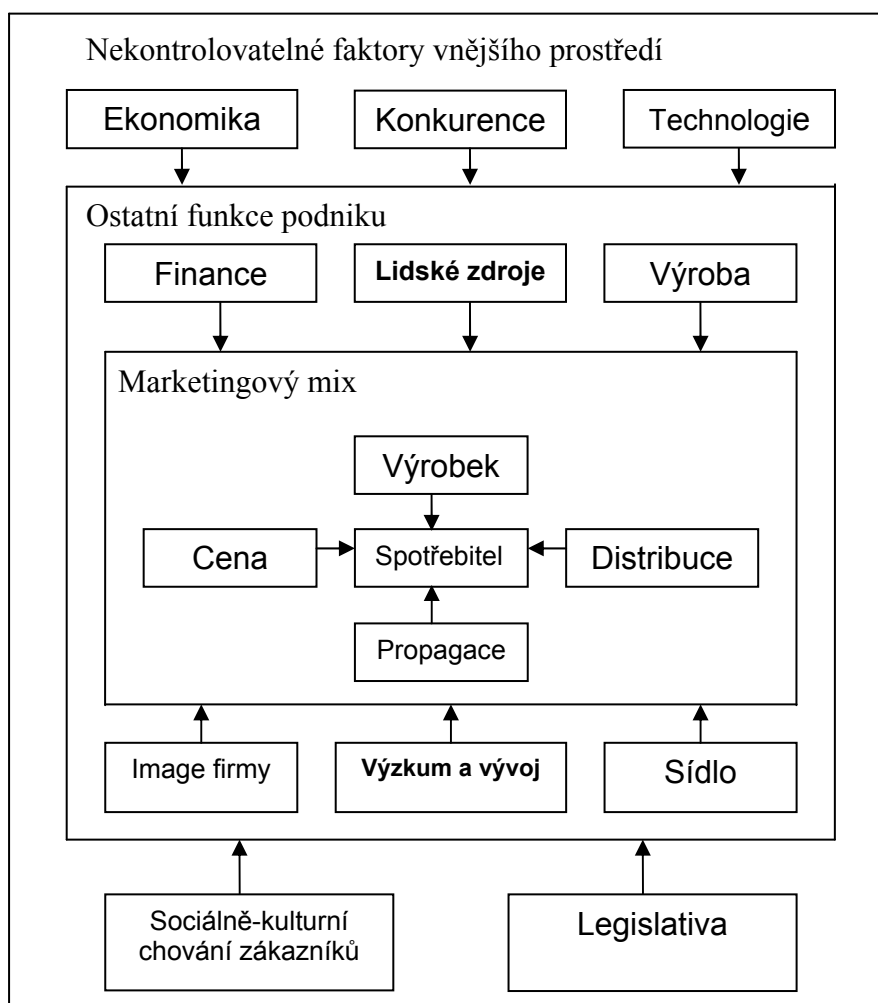 Nekontrolovatelné faktory vnějšího prostředí
Ekonomika
Konkurence
Technologie
Ostatní funkce podniku
Finance
Lidské zdroje
Výroba
Marketingový mix
Výrobek
Cena
Spotřebitel
Distribuce
Propagace
Image firmy
Výzkum a vývoj
Sídlo
Sociálně-kulturní
chování zákazníků
Legislativa